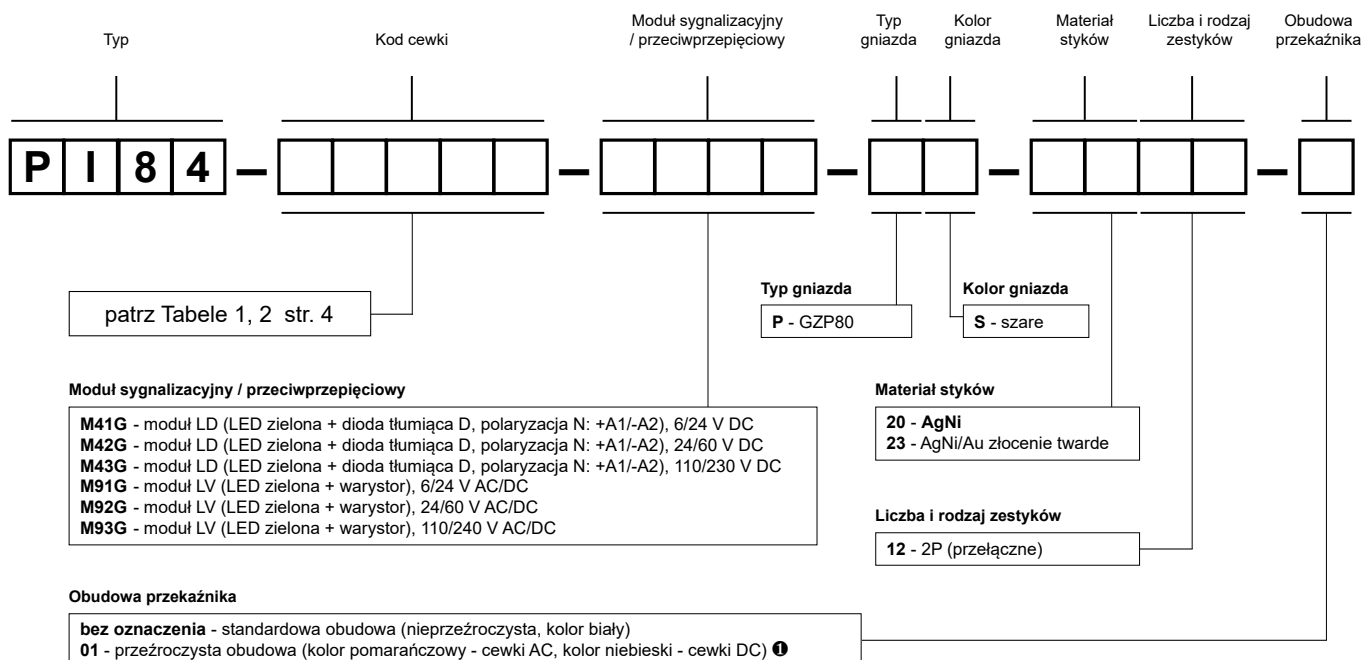 Typ
Kod cewki
Moduł sygnalizacyjny
/ przeciwprzepięciowy
Typ
gniazda
Kolor
gniazda
Materiał
styków
Liczba i rodzaj
zestyków
Obudowa
przekaźnika
P I 8 4 – – – – –
patrz Tabele 1, 2 str. 4
Typ gniazda
P - GZP80
Kolor gniazda
S - szare
Moduł sygnalizacyjny / przeciwprzepięciowy
M41G - moduł LD (LED zielona + dioda tłumiąca D, polaryzacja N: +A1/-A2), 6/24 V DC
M42G - moduł LD (LED zielona + dioda tłumiąca D, polaryzacja N: +A1/-A2), 24/60 V DC
M43G - moduł LD (LED zielona + dioda tłumiąca D, polaryzacja N: +A1/-A2), 110/230 V DC
M91G - moduł LV (LED zielona + warystor), 6/24 V AC/DC
M92G - moduł LV (LED zielona + warystor), 24/60 V AC/DC
M93G - moduł LV (LED zielona + warystor), 110/240 V AC/DC
Materiał styków
20 - AgNi
23 - AgNi/Au złocenie twarde
Liczba i rodzaj zestyków
12 - 2P (przełączne)
Obudowa przekaźnika
bez oznaczenia - standardowa obudowa (nieprzeźroczysta, kolor biały)
01 - przeźroczysta obudowa (kolor pomarańczowy - cewki AC, kolor niebieski - cewki DC) ❶